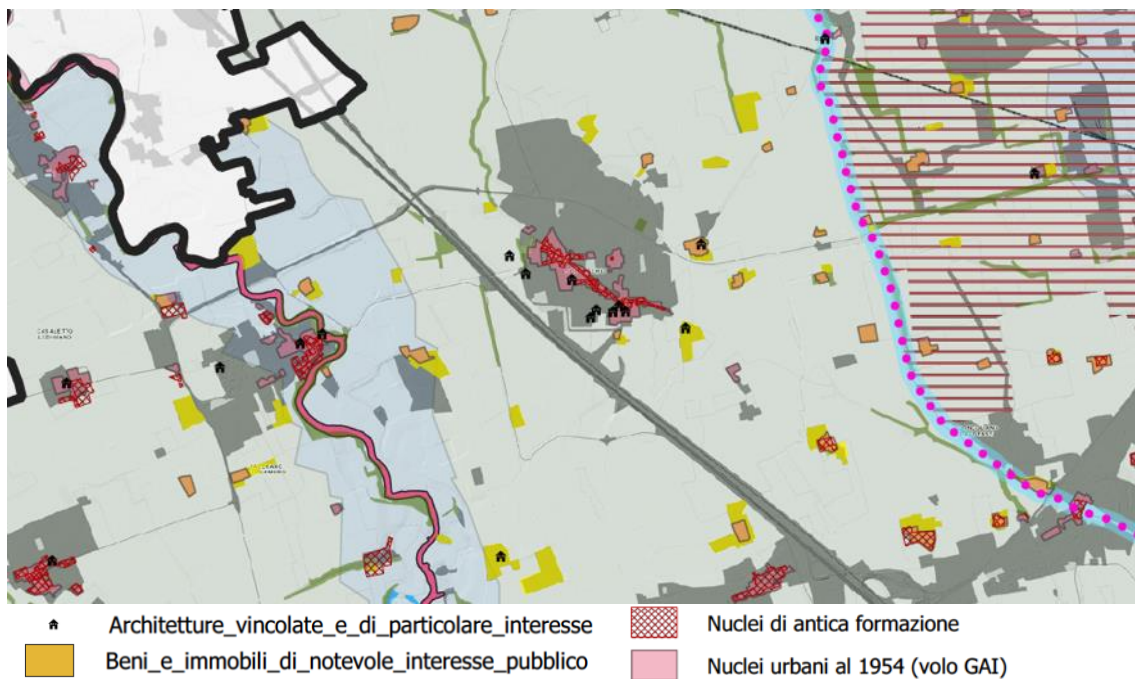 Architetture_vincolate_e_di_particolare_interesse
Beni_e_immobili_di_notevole_interesse_pubblico
Nuclei di antica formazione
Nuclei urbani al 1954 (volo GAI)